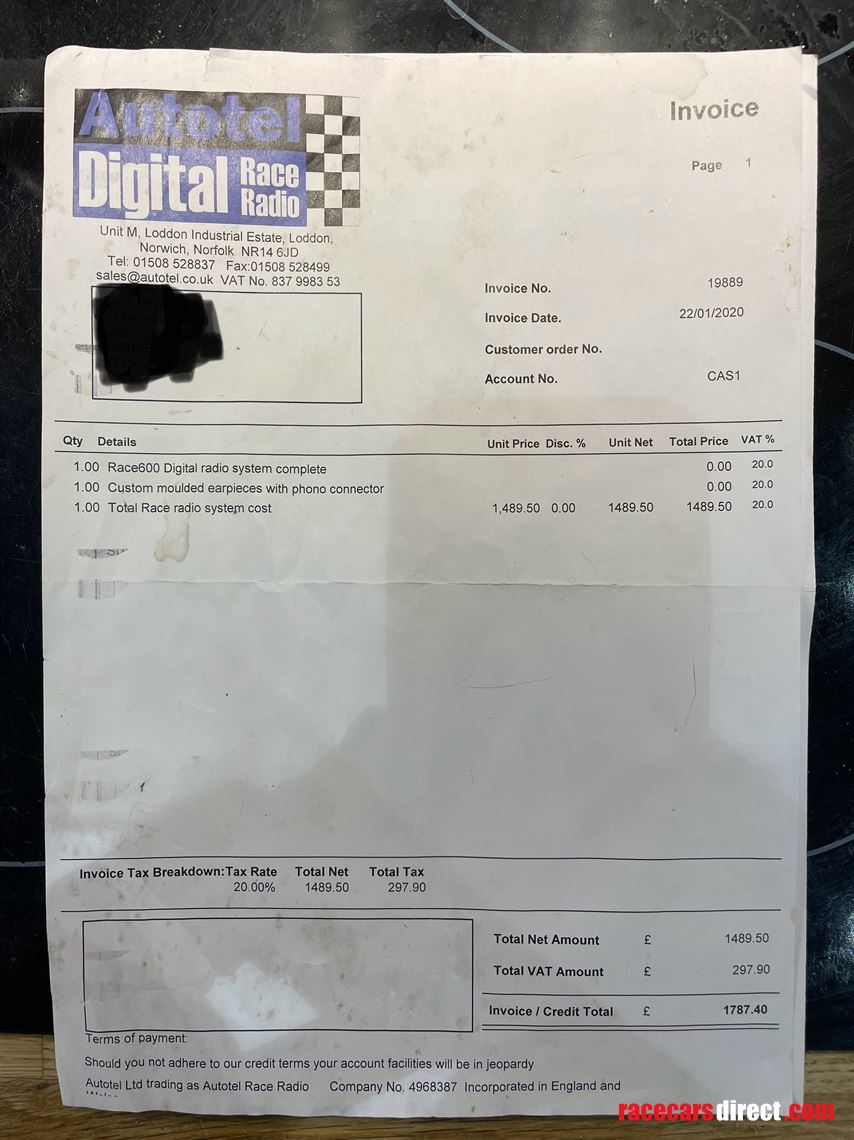 Autotel
Digital Race Radio
Invoice
Page 1
Unit M, Loddon Industrial Estate, Loddon,
Norwich, Norfolk NR14 6JD
Tel: 01508 528837 Fax:01508 528499
sales@autotel.co.uk VAT No. 837 9983 53
Invoice No. 19889
Invoice Date. 22/01/2020
Customer order No.
Account No. CAS1
Qty Details Unit Price Disc. % Unit Net Total Price VAT %
1.00 Race600 Digital radio system complete 0.00 20.0
1.00 Custom moulded earpieces with phono connector 0.00 20.0
1.00 Total Race radio system cost 1,489.50 0.00 1489.50 1489.50 20.0
Invoice Tax Breakdown: Tax Rate Total Net Total Tax
20.00% 1489.50 297.90
Total Net Amount £ 1489.50
Total VAT Amount £ 297.90
Invoice / Credit Total £ 1787.40
Terms of payment:
Should you not adhere to our credit terms your account facilities will be in jeopardy
Autotel Ltd trading as Autotel Race Radio Company No. 4968387 Incorporated in England and
racecarsdirect.com